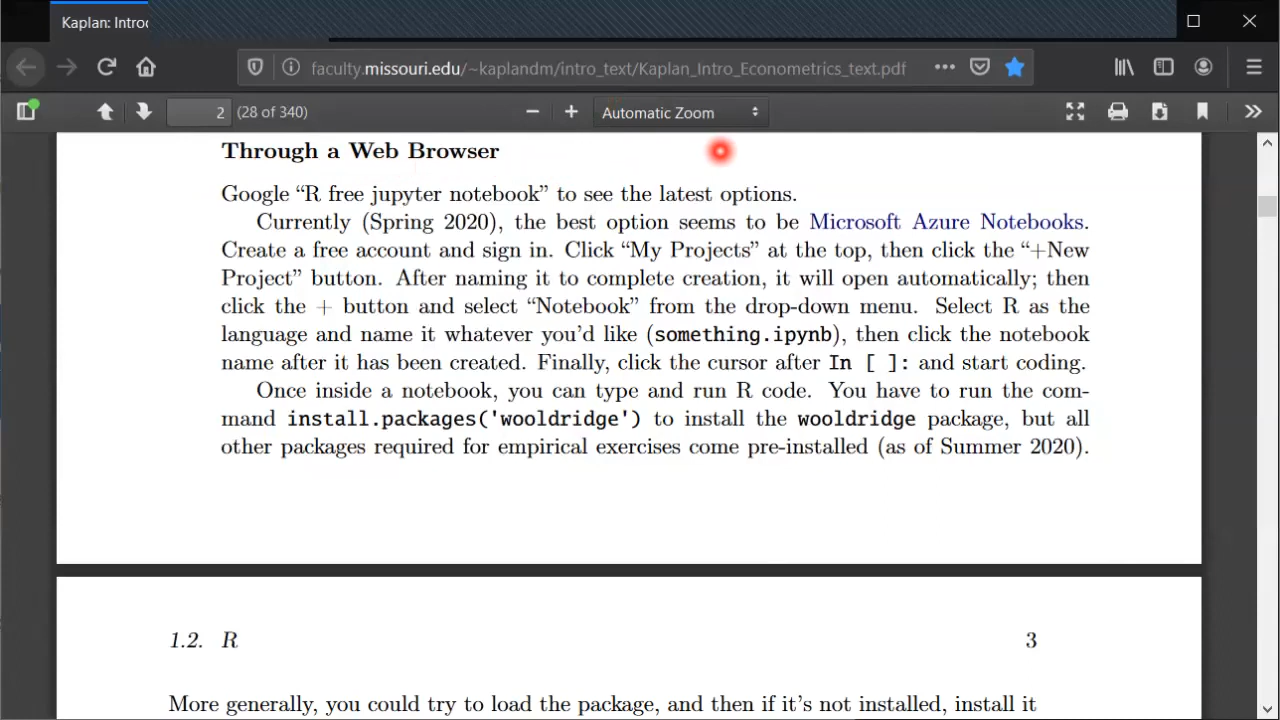 Kaplan: Intro
faculty.missouri.edu/~kaplandm/intro_text/Kaplan_Intro_Econometrics_text.pdf
2 (28 of 340) Automatic Zoom
Through a Web Browser
Google “R free jupyter notebook” to see the latest options.
Currently (Spring 2020), the best option seems to be Microsoft Azure Notebooks.
Create a free account and sign in. Click “My Projects” at the top, then click the “+New
Project” button. After naming it to complete creation, it will open automatically; then
click the + button and select “Notebook” from the drop-down menu. Select R as the
language and name it whatever you’d like (something.ipynb), then click the notebook
name after it has been created. Finally, click the cursor after In [ ]: and start coding.
Once inside a notebook, you can type and run R code. You have to run the com-
mand install.packages('wooldridge') to install the wooldridge package, but all
other packages required for empirical exercises come pre-installed (as of Summer 2020).
1.2. R 3
More generally, you could try to load the package, and then if it’s not installed, install it